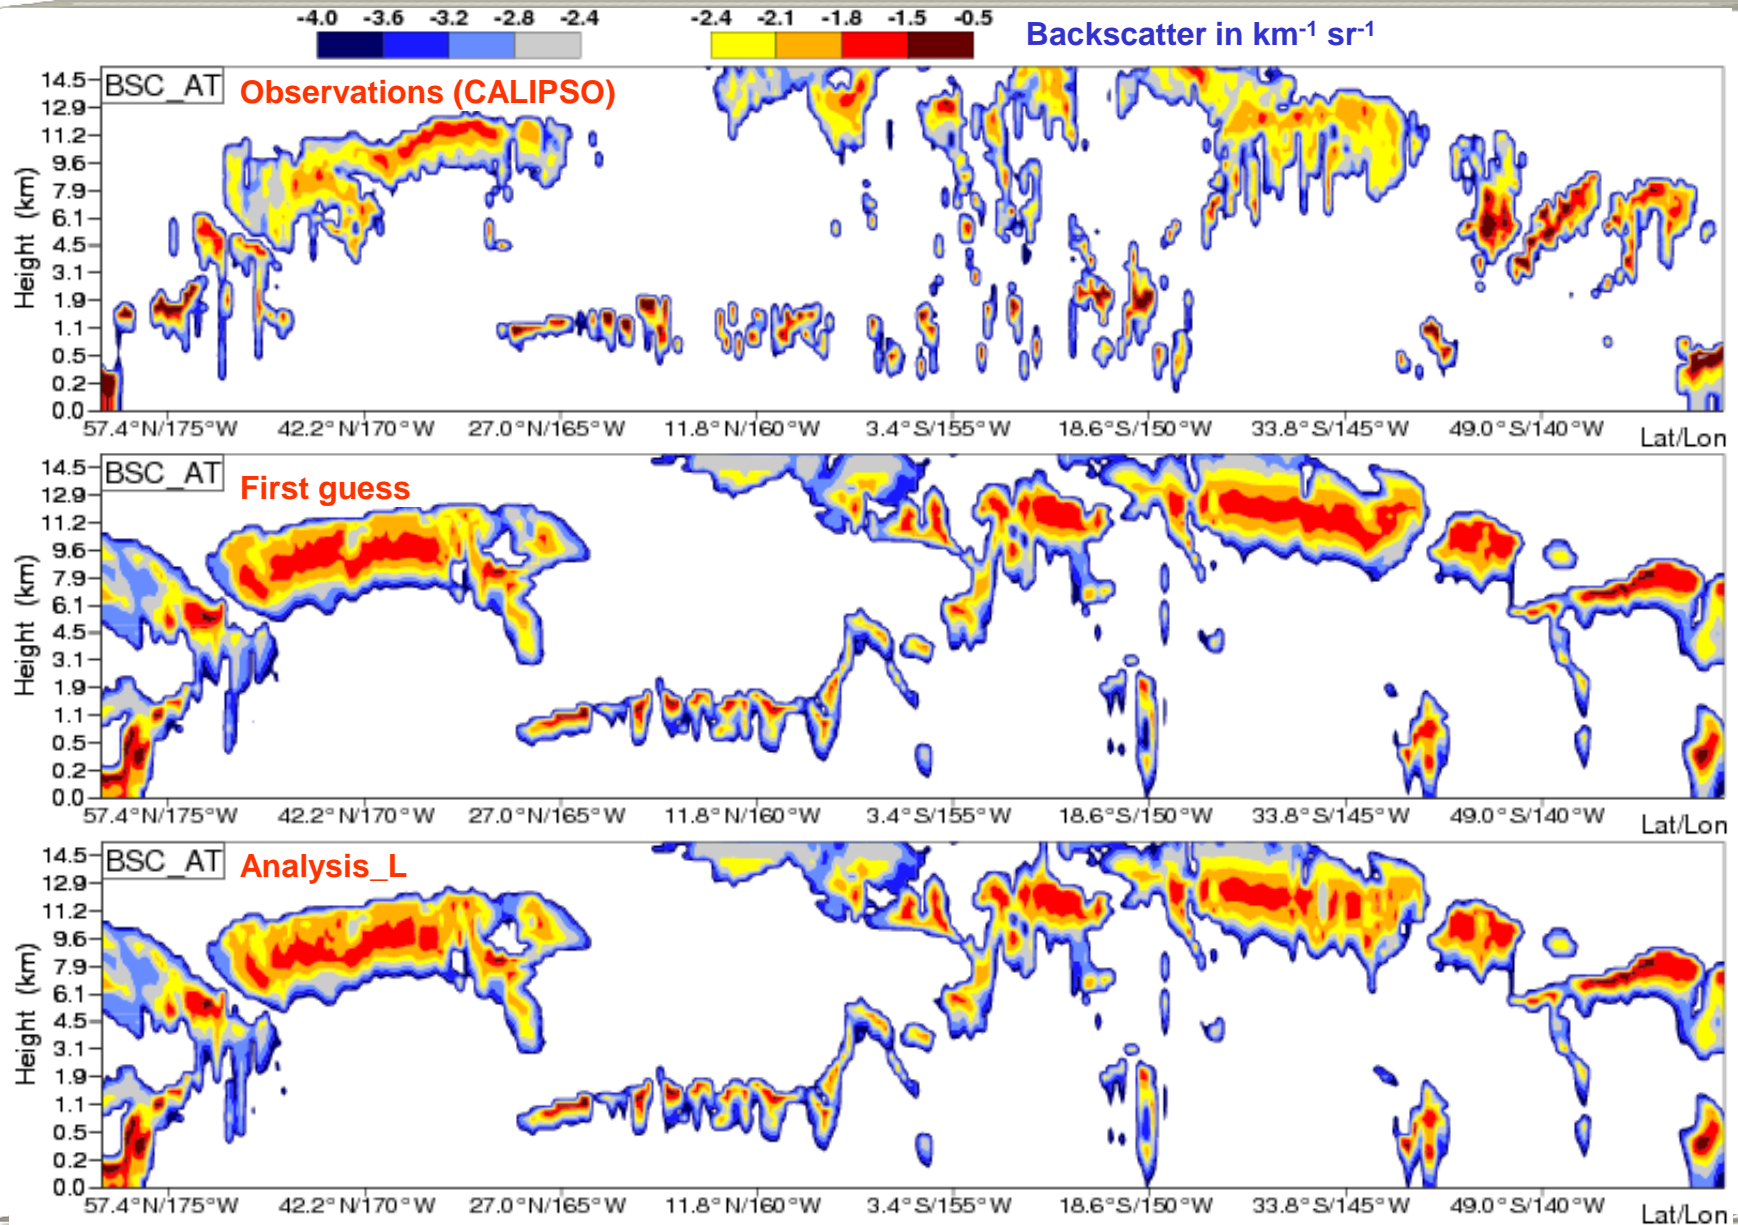 -4.0 -3.6 -3.2 -2.8 -2.4 -2.4 -2.1 -1.8 -1.5 -0.5
Backscatter in km-1 sr-1
BSC_AT Observations (CALIPSO)
Height (km)
14.5
12.9
11.2
9.6
7.9
6.1
4.5
3.1
1.9
1.1
0.5
0.2
0.0
57.4°N/175°W 42.2°N/170°W 27.0°N/165°W 11.8°N/160°W 3.4°S/155°W 18.6°S/150°W 33.8°S/145°W 49.0°S/140°W
Lat/Lon
BSC_AT First guess
Height (km)
14.5
12.9
11.2
9.6
7.9
6.1
4.5
3.1
1.9
1.1
0.5
0.2
0.0
57.4°N/175°W 42.2°N/170°W 27.0°N/165°W 11.8°N/160°W 3.4°S/155°W 18.6°S/150°W 33.8°S/145°W 49.0°S/140°W
Lat/Lon
BSC_AT Analysis_L
Height (km)
14.5
12.9
11.2
9.6
7.9
6.1
4.5
3.1
1.9
1.1
0.5
0.2
0.0
57.4°N/175°W 42.2°N/170°W 27.0°N/165°W 11.8°N/160°W 3.4°S/155°W 18.6°S/150°W 33.8°S/145°W 49.0°S/140°W
Lat/Lon